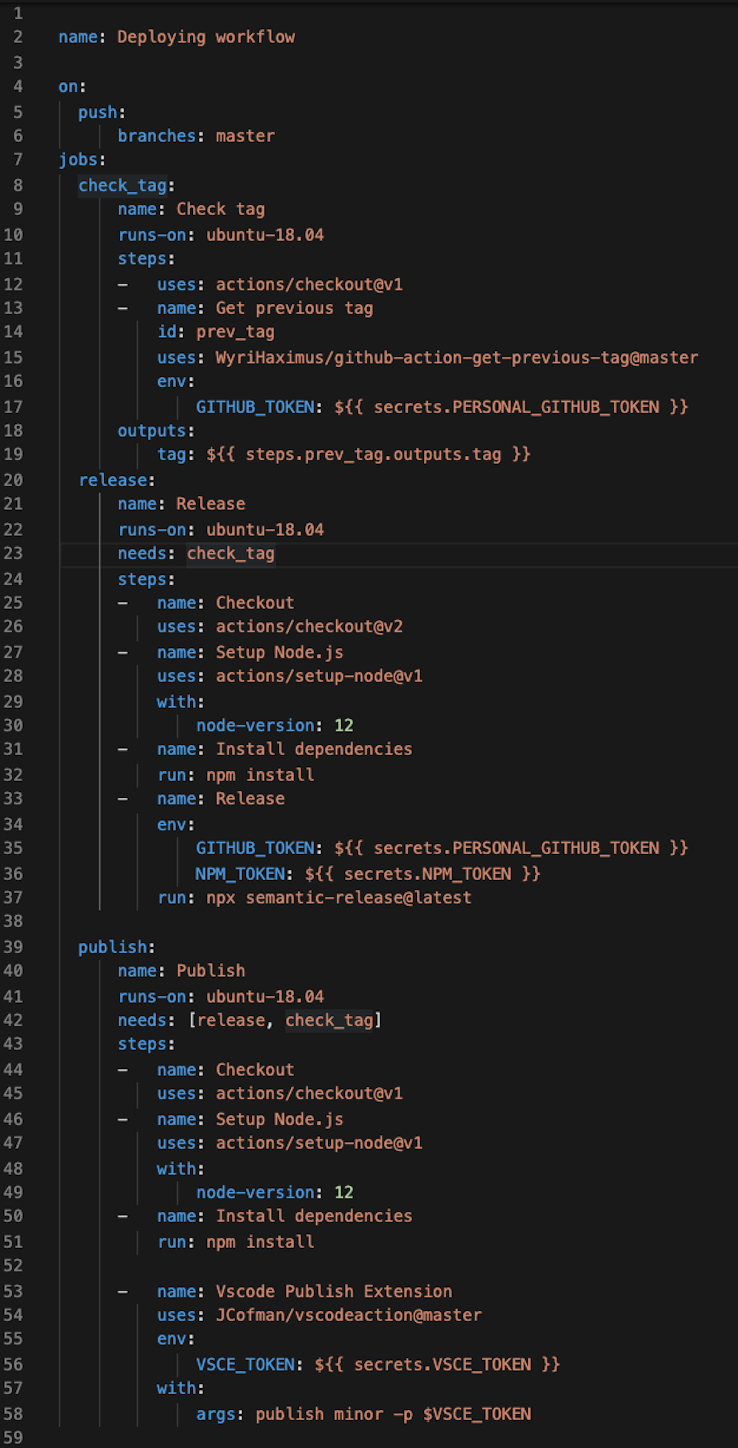 1
2 name: Deploying workflow
3
4 on:
5   push:
6       branches: master
7 jobs:
8   check_tag:
9       name: Check tag
10       runs-on: ubuntu-18.04
11       steps:
12       -   uses: actions/checkout@v1
13       -   name: Get previous tag
14           id: prev_tag
15           uses: WyriHaximus/github-action-get-previous-tag@master
16           env:
17               GITHUB_TOKEN: ${{ secrets.PERSONAL_GITHUB_TOKEN }}
18       outputs:
19           tag: ${{ steps.prev_tag.outputs.tag }}
20   release:
21       name: Release
22       runs-on: ubuntu-18.04
23       needs: check_tag
24       steps:
25       -   name: Checkout
26           uses: actions/checkout@v2
27       -   name: Setup Node.js
28           uses: actions/setup-node@v1
29           with:
30               node-version: 12
31       -   name: Install dependencies
32           run: npm install
33       -   name: Release
34           env:
35               GITHUB_TOKEN: ${{ secrets.PERSONAL_GITHUB_TOKEN }}
36               NPM_TOKEN: ${{ secrets.NPM_TOKEN }}
37           run: npx semantic-release@latest
38
39   publish:
40       name: Publish
41       runs-on: ubuntu-18.04
42       needs: [release, check_tag]
43       steps:
44       -   name: Checkout
45           uses: actions/checkout@v1
46       -   name: Setup Node.js
47           uses: actions/setup-node@v1
48           with:
49               node-version: 12
50       -   name: Install dependencies
51           run: npm install
52
53       -   name: Vscode Publish Extension
54           uses: JCofman/vscodeaction@master
55           env:
56               VSCE_TOKEN: ${{ secrets.VSCE_TOKEN }}
57           with:
58               args: publish minor -p $VSCE_TOKEN
59